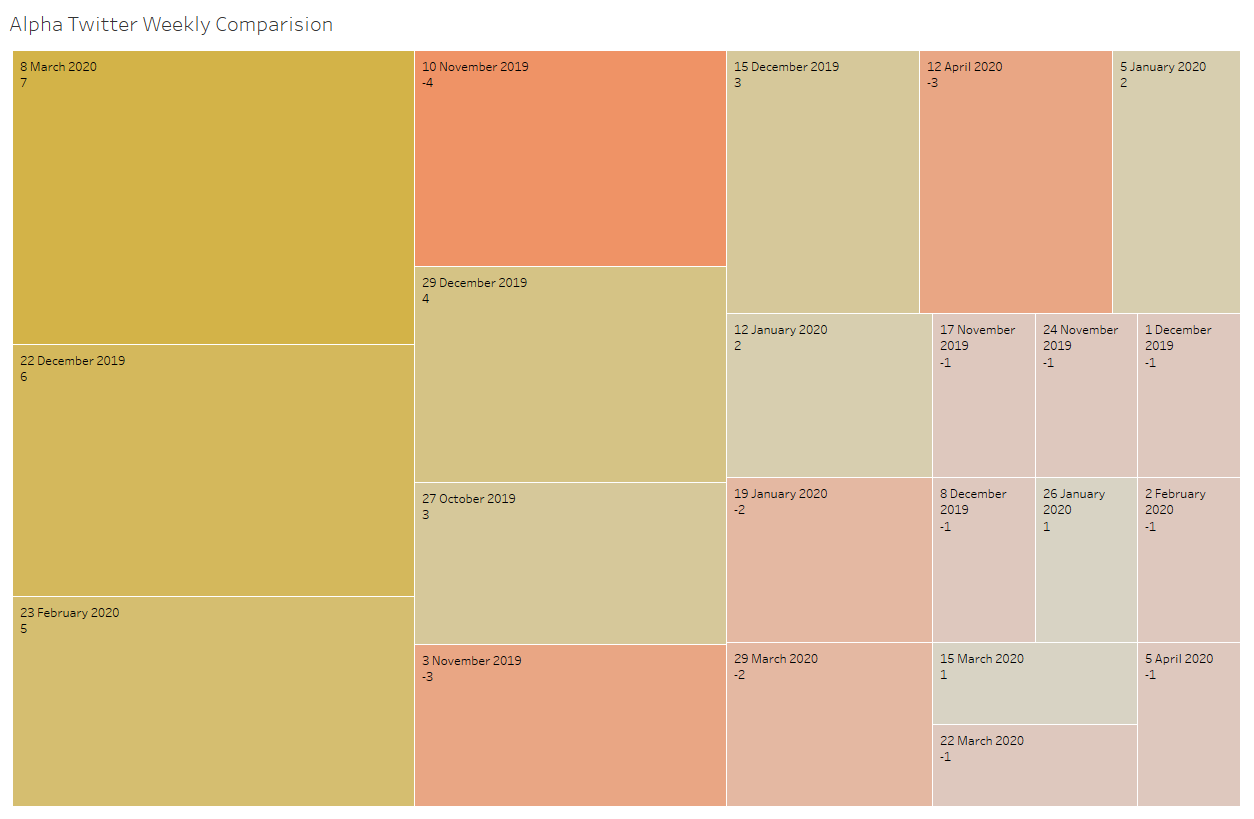 Alpha Twitter Weekly Comparision
8 March 2020
7
22 December 2019
6
23 February 2020
5
10 November 2019
-4
29 December 2019
4
27 October 2019
3
3 November 2019
-3
15 December 2019
3
12 April 2020
-3
5 January 2020
2
12 January 2020
2
17 November
2019
-1
24 November
2019
-1
1 December
2019
-1
19 January 2020
-2
8 December
2019
-1
26 January
2020
1
2 February
2020
-1
29 March 2020
-2
15 March 2020
1
22 March 2020
-1
5 April 2020
-1